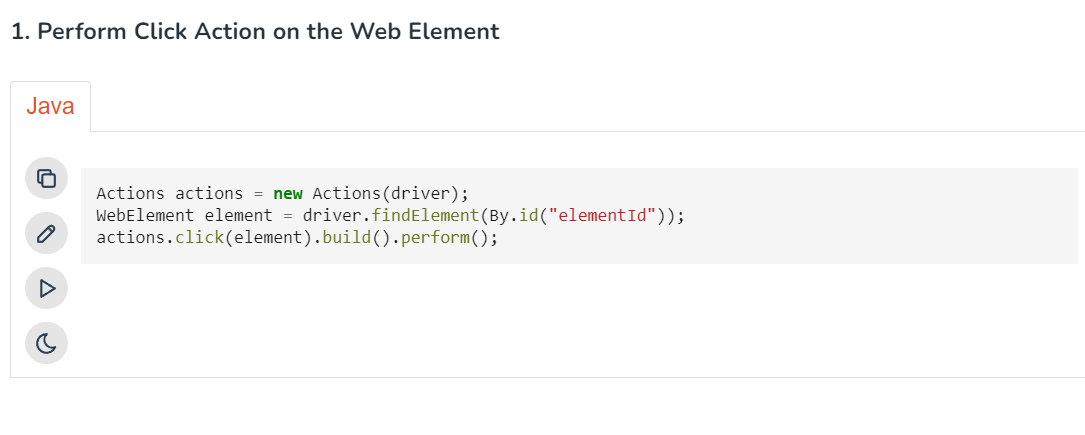 1. Perform Click Action on the Web Element
Java
Actions actions = new Actions(driver);
WebElement element = driver.findElement(By.id("elementId"));
actions.click(element).build().perform();